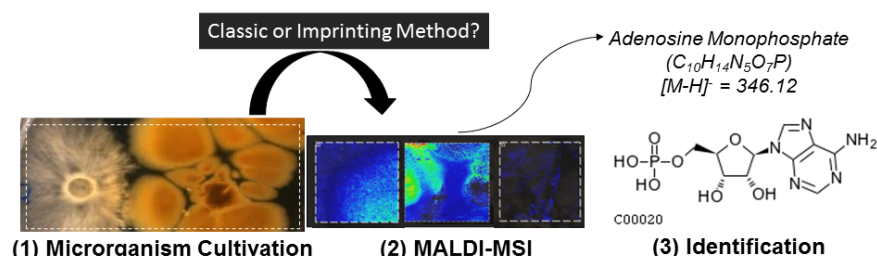 Classic or Imprinting Method?
Adenosine Monophosphate
(C₁₀H₁₄N₅O₇P)
[M-H]⁻ = 346.12
O
HO-P-O
HO
O
N
N
N
N
NH₂
HO
OH
C00020
(1) Microrganism Cultivation
(2) MALDI-MSI
(3) Identification